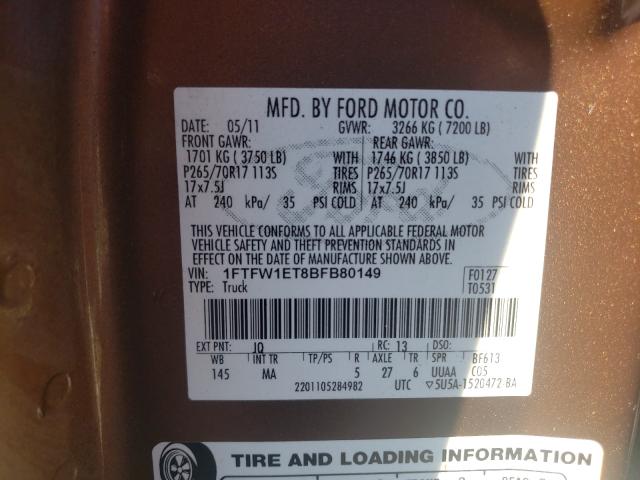 MFD. BY FORD MOTOR CO.
DATE: 05/11 GVWR: 3266 KG ( 7200 LB)
FRONT GAWR: REAR GAWR:
1701 KG ( 3750 LB) WITH 1746 KG ( 3850 LB) WITH
P265/70R17 113S TIRES P265/70R17 113S TIRES
17x7.5J RIMS 17x7.5J RIMS
AT 240 kPa/ 35 PSI COLD AT 240 kPa/ 35 PSI COLD
THIS VEHICLE CONFORMS TO ALL APPLICABLE FEDERAL MOTOR
VEHICLE SAFETY AND THEFT PREVENTION STANDARDS IN
EFFECT ON THE DATE OF MANUFACTURE SHOWN ABOVE.
VIN: 1FTFW1ET8BFB80149 F0127
TYPE: Truck T0531
EXT PNT: JQ RC: 13 DSO:
WB INT TR TP/PS R AXLE TR SPR BF613
145 MA 5 27 6 UUAA C05
2201105284982 UTC ▽5U5A-1520472-BA
TIRE AND LOADING INFORMATION